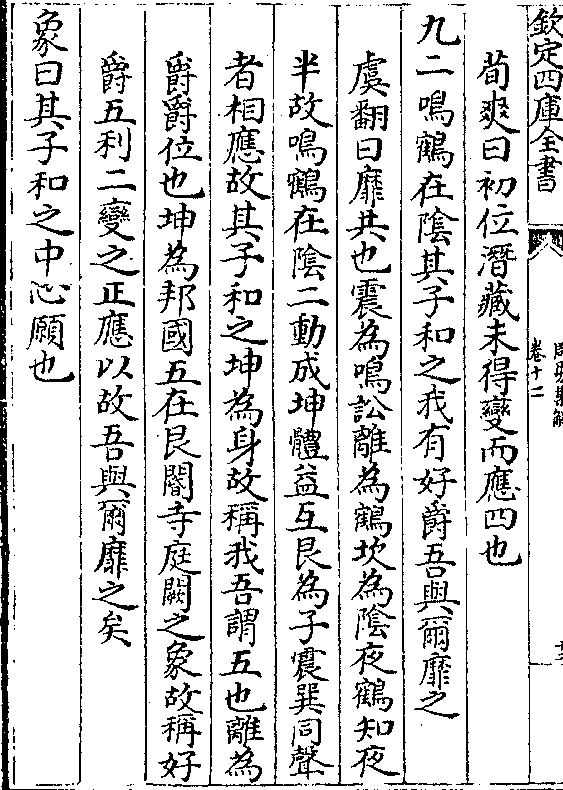 欽定四庫全書
卷十二
荀爽曰初位潛藏未得變而應四也
九二鳴鶴在陰其子和之我有好爵吾與爾靡之
虞翻曰靡共也震為鳴訟離為鶴坎為陰夜鶴知夜
半故鳴鶴在陰二動成坤體益互艮為子震巽同聲
者相應故其子和之坤為身故稱我吾謂五也離為
爵爵位也坤為邦國五在艮閽寺庭闕之象故稱好
爵五利二變之正應以故吾與爾靡之矣
象曰其子和之中心願也